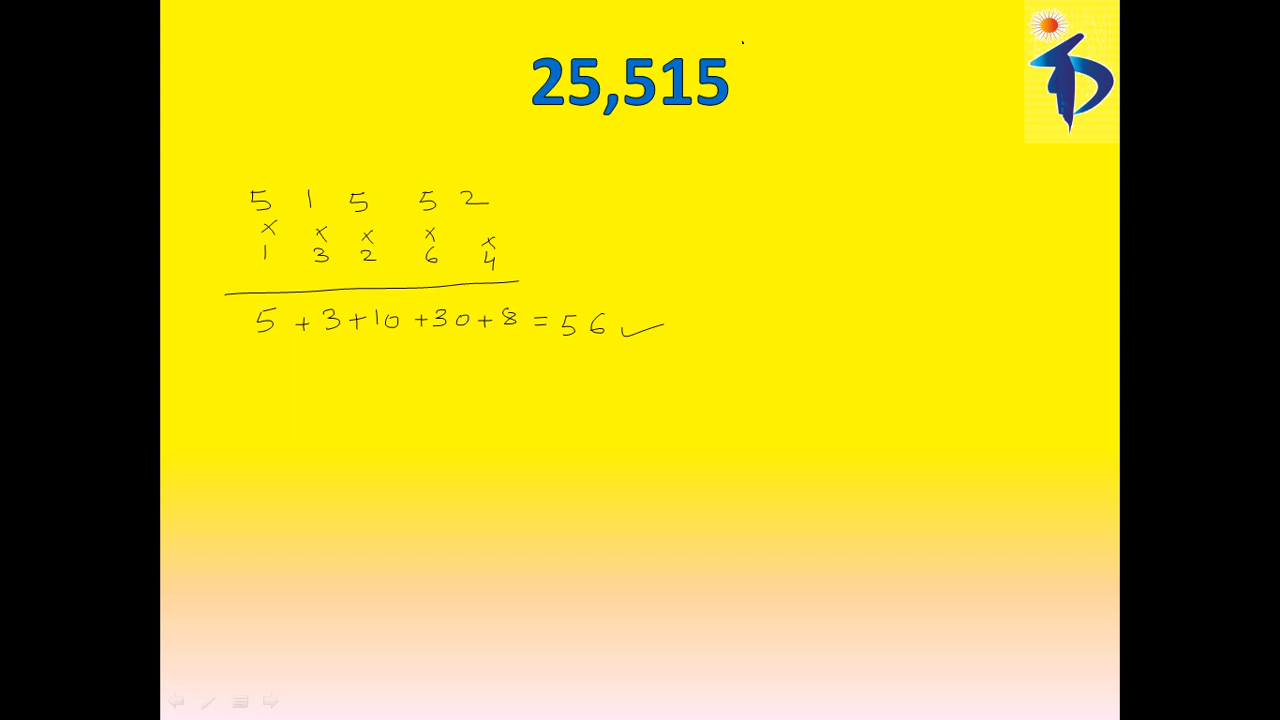 25,515
5 1 5 5 2
× × × × ×
1 3 2 6 4
5 + 3 + 10 + 30 + 8 = 56 ✓